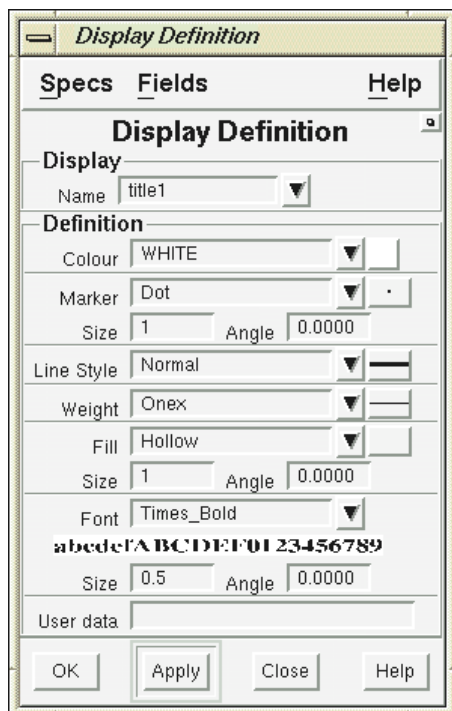 Display Definition
Specs Fields Help
Display Definition
Display
Name title1
Definition
Colour WHITE
Marker Dot
Size 1 Angle 0.0000
Line Style Normal
Weight Onex
Fill Hollow
Size 1 Angle 0.0000
Font Times_Bold
abcdefABCDEF0123456789
Size 0.5 Angle 0.0000
User data
OK Apply Close Help